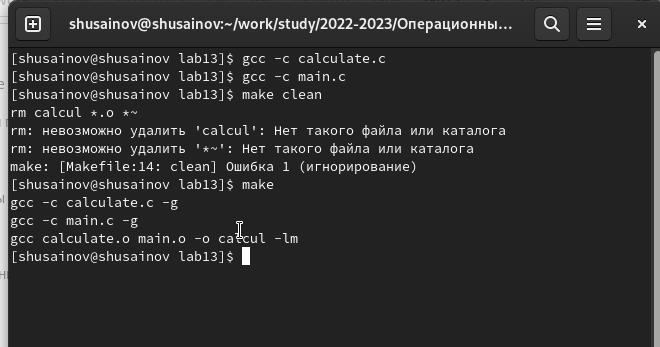 shusainov@shusainov:~/work/study/2022-2023/Операционны...
[shusainov@shusainov lab13]$ gcc -c calculate.c
[shusainov@shusainov lab13]$ gcc -c main.c
[shusainov@shusainov lab13]$ make clean
rm calcul *.o *~
rm: невозможно удалить 'calcul': Нет такого файла или каталога
rm: невозможно удалить '*~': Нет такого файла или каталога
make: [Makefile:14: clean] Ошибка 1 (игнорирование)
[shusainov@shusainov lab13]$ make
gcc -c calculate.c -g
gcc -c main.c -g
gcc calculate.o main.o -o calcul -lm
[shusainov@shusainov lab13]$